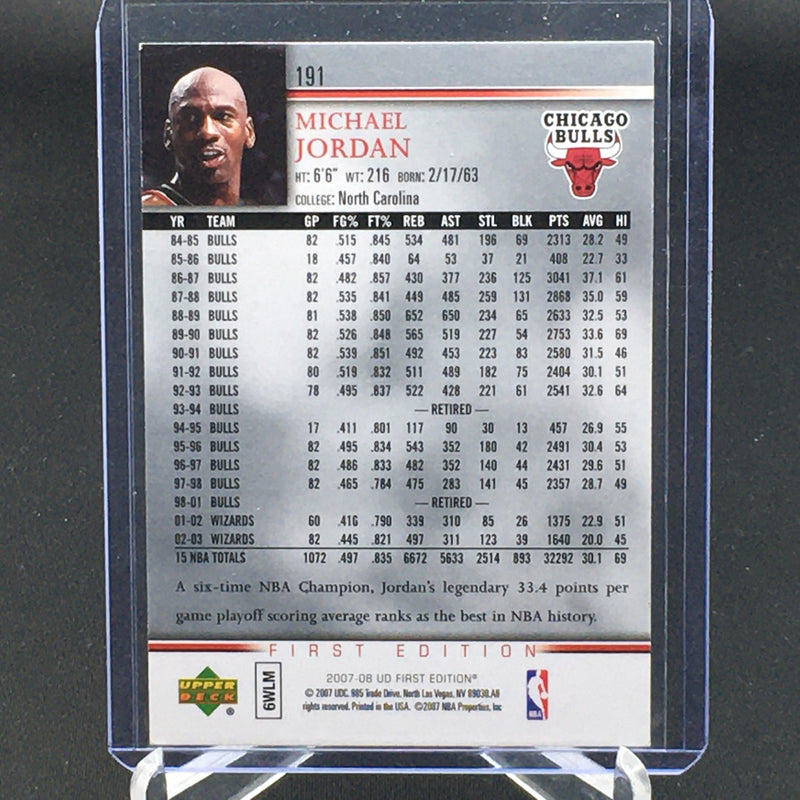 191
MICHAEL
JORDAN
CHICAGO
BULLS
HT: 6'6" WT: 216 BORN: 2/17/63
COLLEGE: North Carolina
YR TEAM GP FG% FT% REB AST STL BLK PTS AVG HI
84-85 BULLS 82 .515 .845 534 481 196 69 2313 28.2 49
85-86 BULLS 18 .457 .840 64 53 37 21 408 22.7 33
86-87 BULLS 82 .482 .857 430 377 236 125 3041 37.1 61
87-88 BULLS 82 .535 .841 449 485 259 131 2868 35.0 59
88-89 BULLS 81 .538 .850 652 650 234 65 2633 32.5 53
89-90 BULLS 82 .526 .848 565 519 227 54 2753 33.6 69
90-91 BULLS 82 .539 .851 492 453 223 83 2580 31.5 46
91-92 BULLS 80 .519 .832 511 489 182 75 2404 30.1 51
92-93 BULLS 78 .495 .837 522 428 221 61 2541 32.6 64
93-94 BULLS — RETIRED —
94-95 BULLS 17 .411 .801 117 90 30 13 457 26.9 55
95-96 BULLS 82 .495 .834 543 352 180 42 2491 30.4 53
96-97 BULLS 82 .486 .833 482 352 140 44 2431 29.6 51
97-98 BULLS 82 .465 .784 475 283 141 45 2357 28.7 49
98-01 BULLS — RETIRED —
01-02 WIZARDS 60 .416 .790 339 310 85 26 1375 22.9 51
02-03 WIZARDS 82 .445 .821 497 311 123 39 1640 20.0 45
15 NBA TOTALS 1072 .497 .835 6672 5633 2514 893 32292 30.1 69
A six-time NBA Champion, Jordan's legendary 33.4 points per
game playoff scoring average ranks as the best in NBA history.
FIRST EDITION
UPPER
DECK
®
6WLM
2007-08 UD FIRST EDITION®
© 2007 UDC. 985 Trade Drive, North Las Vegas, NV 89030. All
rights reserved. Printed in the USA. ©2007 NBA Properties, Inc
NBA